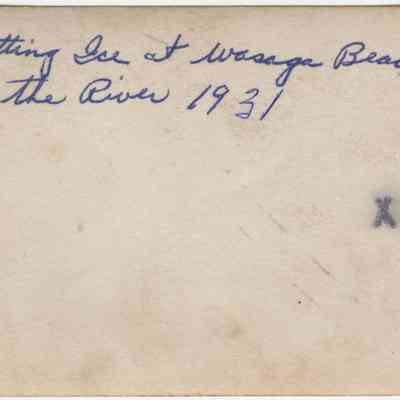 tting Ice at Wasaga Beac
the River 1931
X